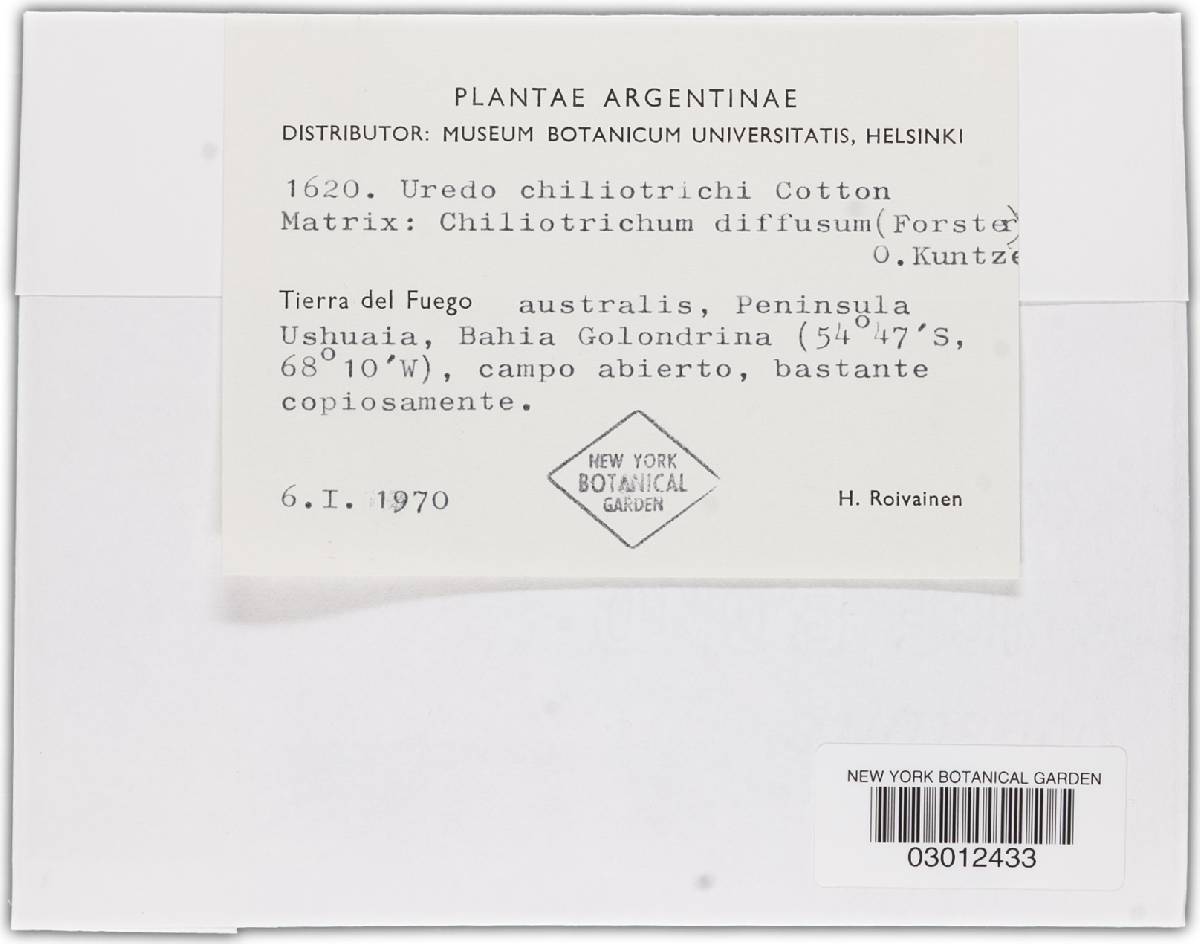 PLANTAE ARGENTINAE
DISTRIBUTOR: MUSEUM BOTANICUM UNIVERSITATIS, HELSINKI
1620. Uredo chiliotrichi Cotton
Matrix: Chiliotrichum diffusum(Forster)
O.Kuntze
Tierra del Fuego australis, Peninsula
Ushuaia, Bahia Golondrina (54°47'S,
68°10'W), campo abierto, bastante
copiosamente.
NEW YORK
BOTANICAL
GARDEN
6.I. 1970
H. Roivainen
NEW YORK BOTANICAL GARDEN
03012433